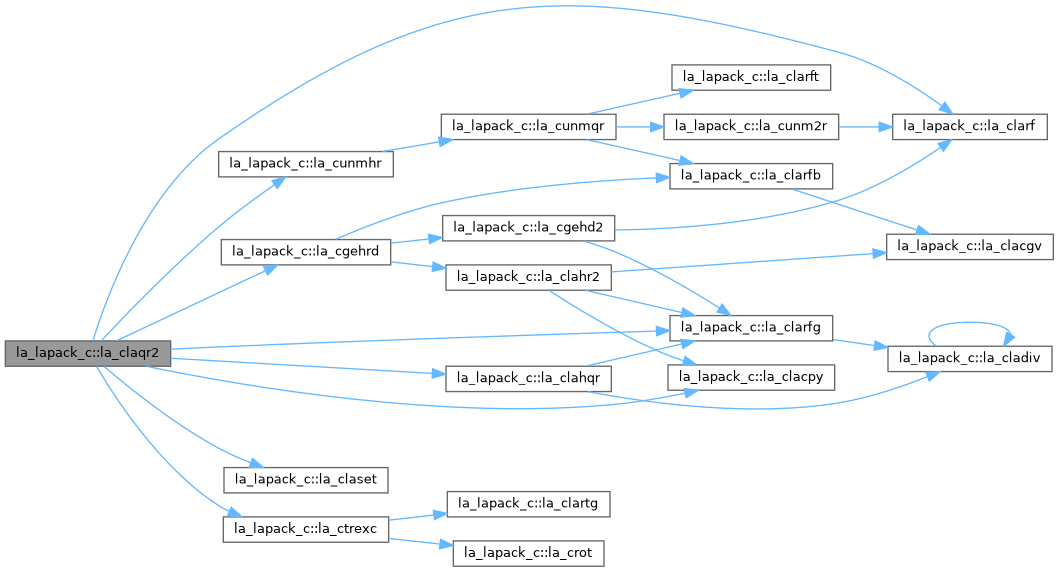 la_lapack_c::la_clarft
la_lapack_c::la_cunmqr
la_lapack_c::la_cunm2r
la_lapack_c::la_clarf
la_lapack_c::la_cunmhr
la_lapack_c::la_clarfb
la_lapack_c::la_cgehd2
la_lapack_c::la_cgehrd
la_lapack_c::la_clacgv
la_lapack_c::la_clahr2
la_lapack_c::la_clarfg
la_lapack_c::la_claqr2
la_lapack_c::la_cladiv
la_lapack_c::la_clahqr
la_lapack_c::la_clacpy
la_lapack_c::la_claset
la_lapack_c::la_clartg
la_lapack_c::la_ctrexc
la_lapack_c::la_crot